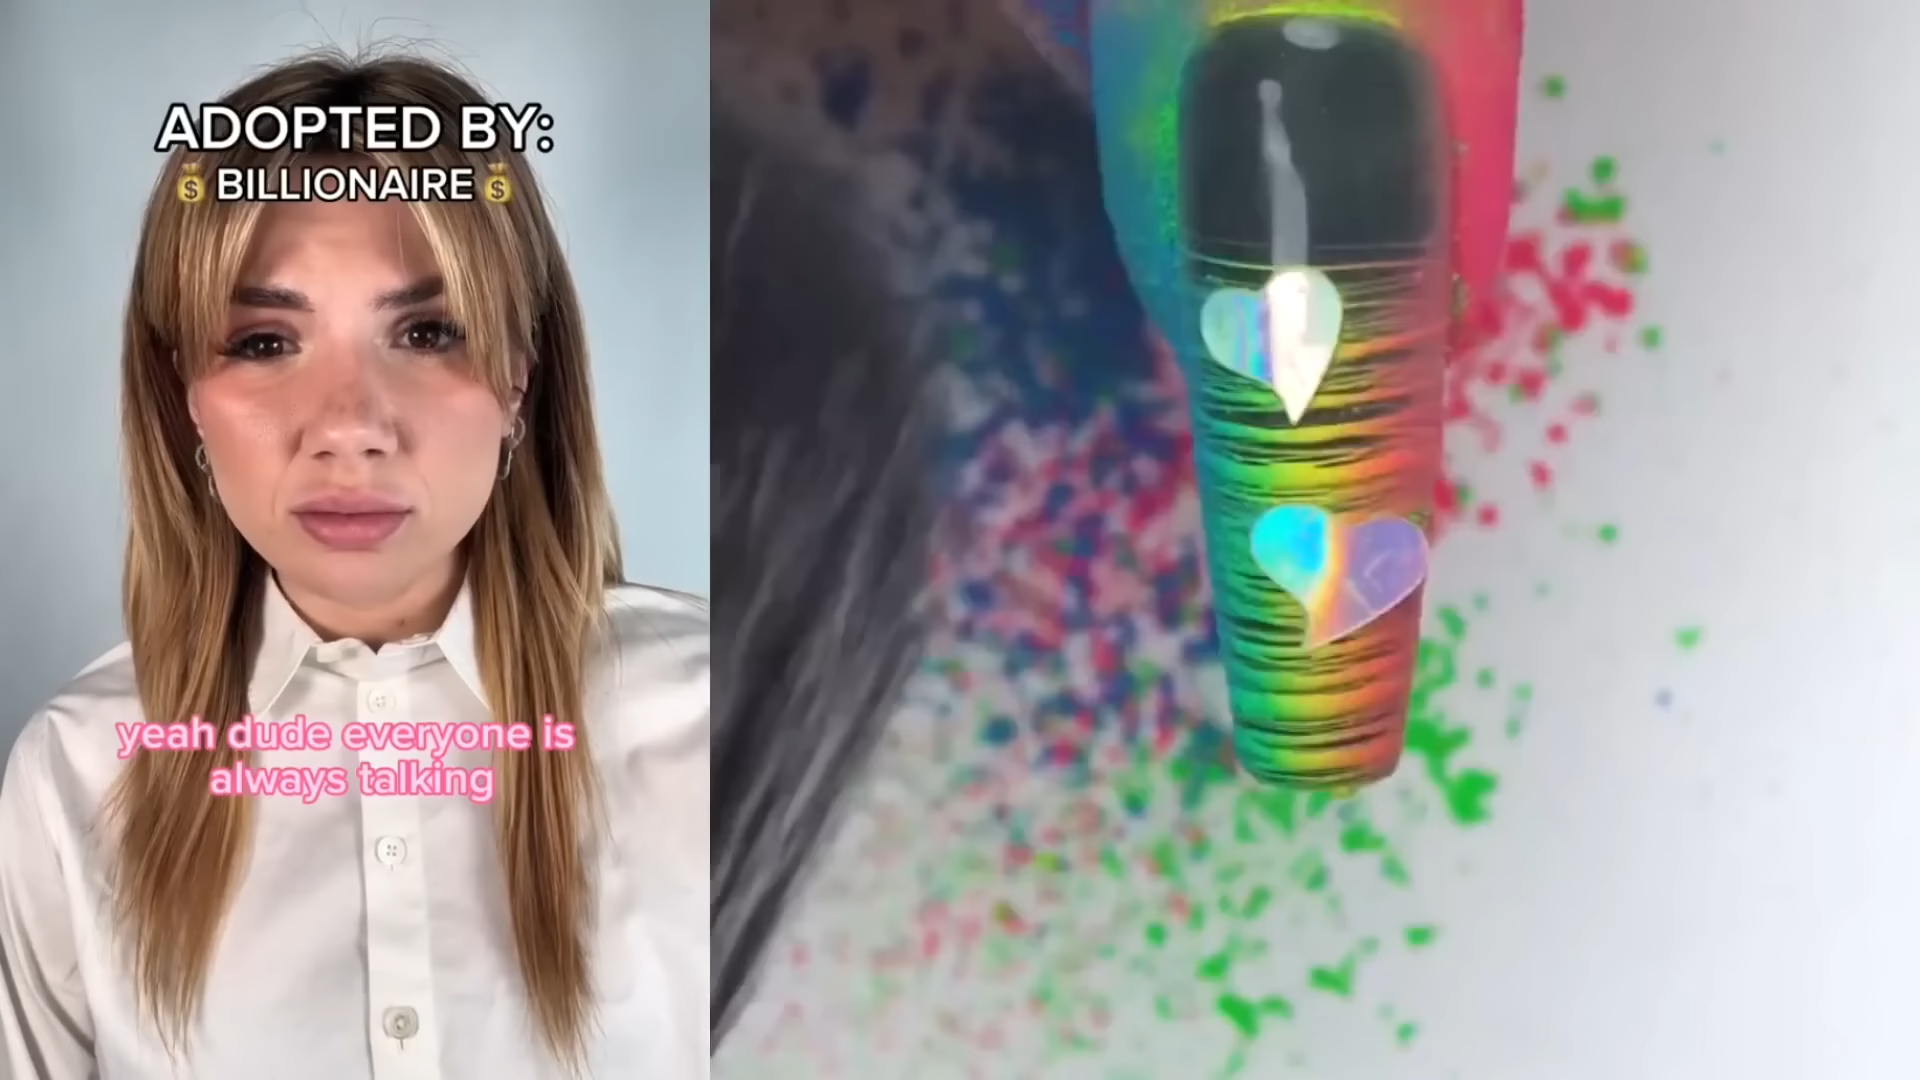 ADOPTED BY:
💰BILLIONAIRE💰
yeah dude everyone is
always talking